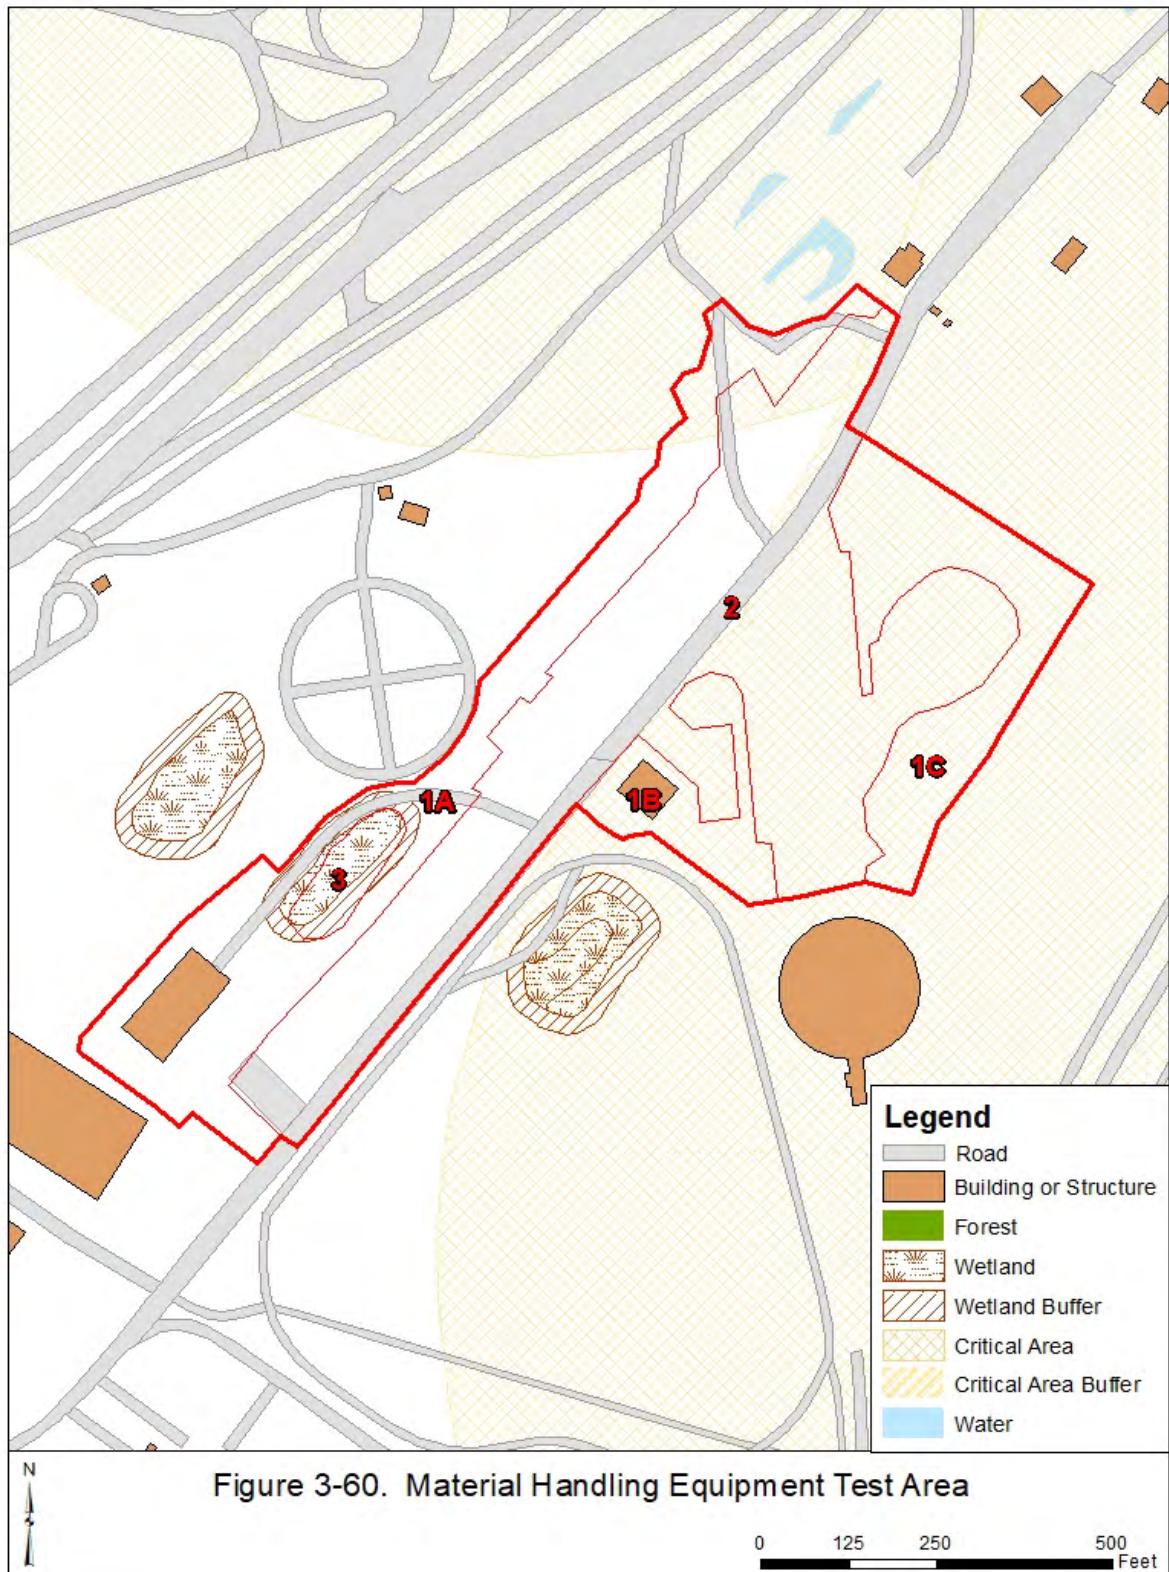 2
1C
1A
1B
3
Legend
Road
Building or Structure
Forest
Wetland
Wetland Buffer
Critical Area
Critical Area Buffer
Water
N
Figure 3-60. Material Handling Equipment Test Area
0 125 250 500
Feet